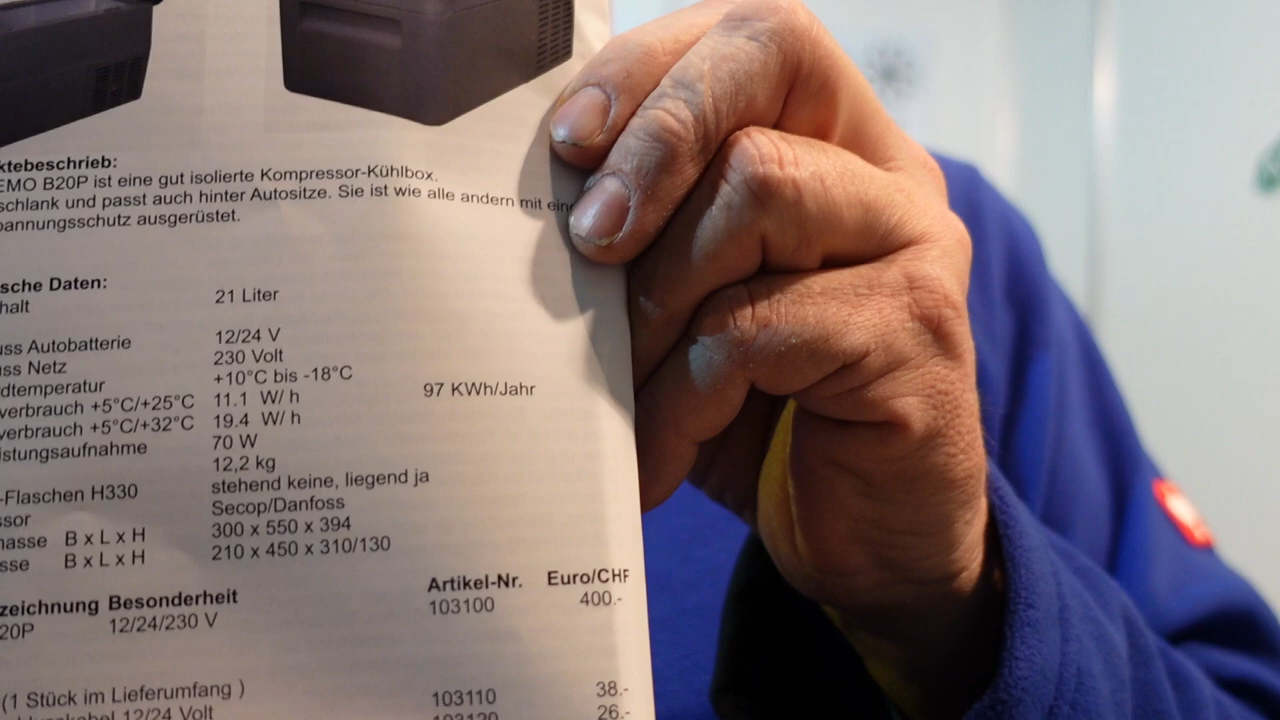 ktebeschrieb:
EMO B20P ist eine gut isolierte Kompressor-Kühlbox.
schlank und passt auch hinter Autositze. Sie ist wie alle andern mit ein
pannungsschutz ausgerüstet.
sche Daten:
halt 21 Liter
uss Autobatterie 12/24 V
uss Netz 230 Volt
dtemperatur +10°C bis -18°C
verbrauch +5°C/+25°C 11.1 W/ h 97 KWh/Jahr
verbrauch +5°C/+32°C 19.4 W/ h
istungsaufnahme 70 W
12,2 kg
-Flaschen H330 stehend keine, liegend ja
ssor Secop/Danfoss
masse B x L x H 300 x 550 x 394
sse B x L x H 210 x 450 x 310/130
zeichnung Besonderheit Artikel-Nr. Euro/CHF
20P 12/24/230 V 103100 400.-
(1 Stück im Lieferumfang ) 103110 38.-
12/24 Volt 103120 26.-